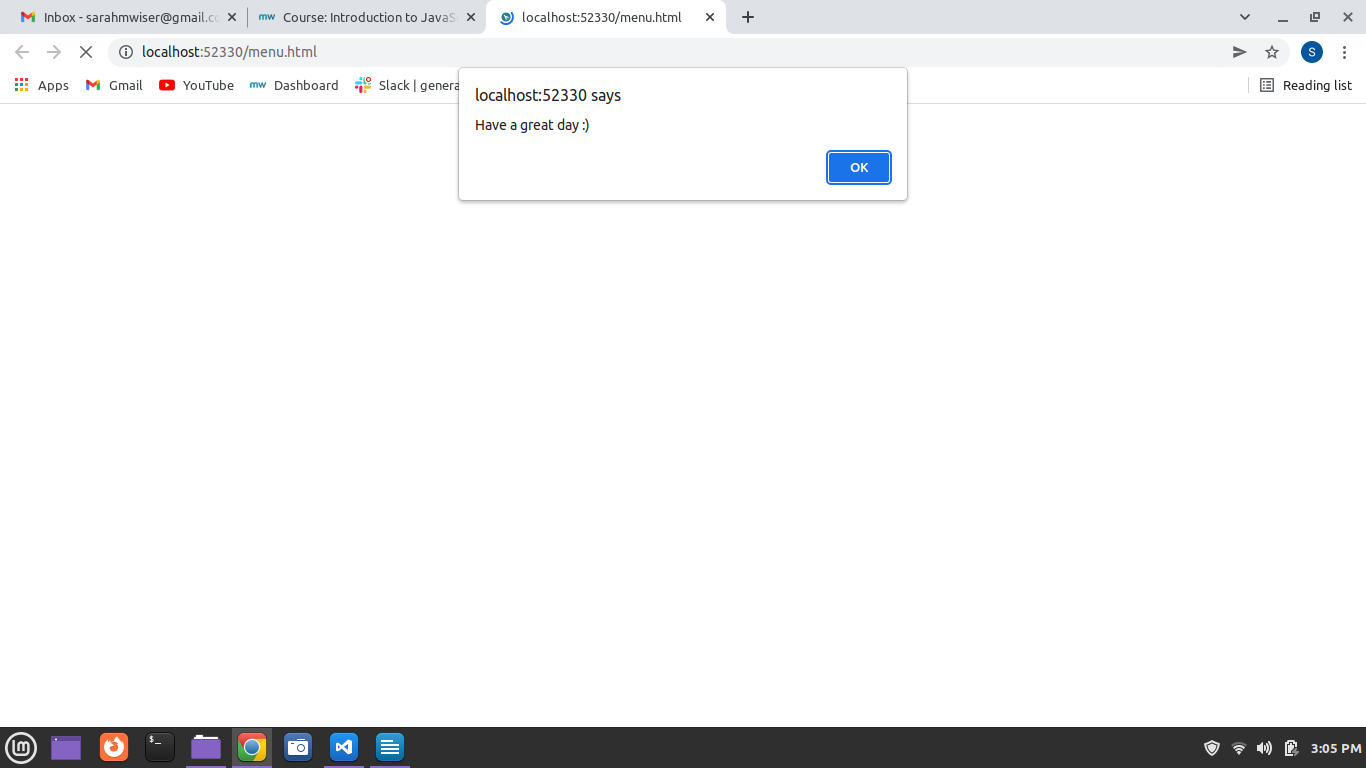 Inbox - sarahmwiser@gmail.co
mw Course: Introduction to JavaS
localhost:52330/menu.html
localhost:52330/menu.html
S
Apps
Gmail
YouTube
mw Dashboard
Slack | genera
Reading list
localhost:52330 says
Have a great day :)
OK
$_
3:05 PM